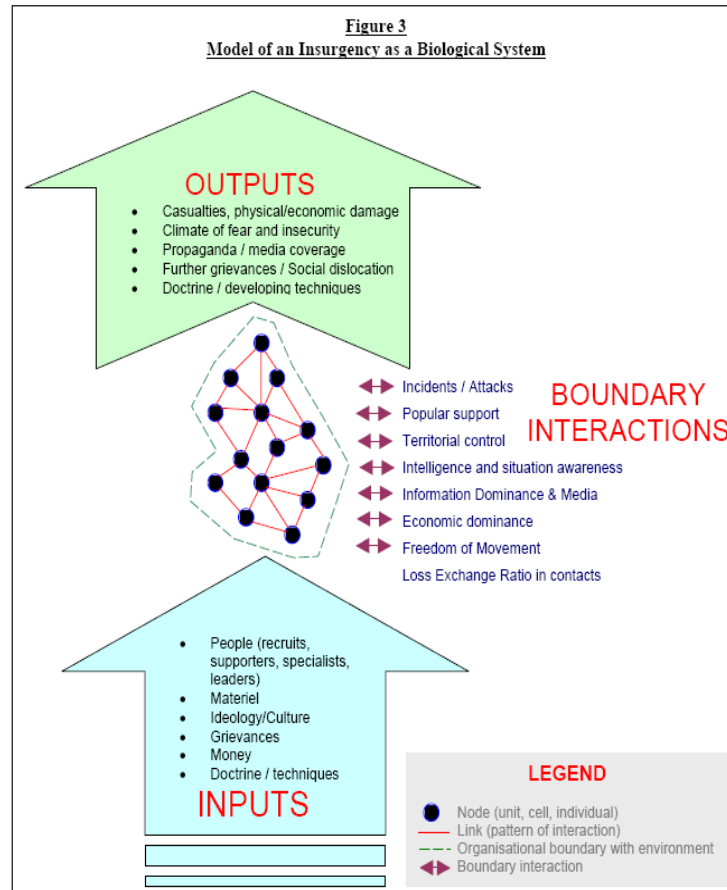 Figure 3
Model of an Insurgency as a Biological System
OUTPUTS
• Casualties, physical/economic damage
• Climate of fear and insecurity
• Propaganda / media coverage
• Further grievances / Social dislocation
• Doctrine / developing techniques
BOUNDARY
INTERACTIONS
Incidents / Attacks
Popular support
Territorial control
Intelligence and situation awareness
Information Dominance & Media
Economic dominance
Freedom of Movement
Loss Exchange Ratio in contacts
• People (recruits,
supporters, specialists,
leaders)
• Materiel
• Ideology/Culture
• Grievances
• Money
• Doctrine / techniques
INPUTS
LEGEND
Node (unit, cell, individual)
Link (pattern of interaction)
Organisational boundary with environment
Boundary interaction